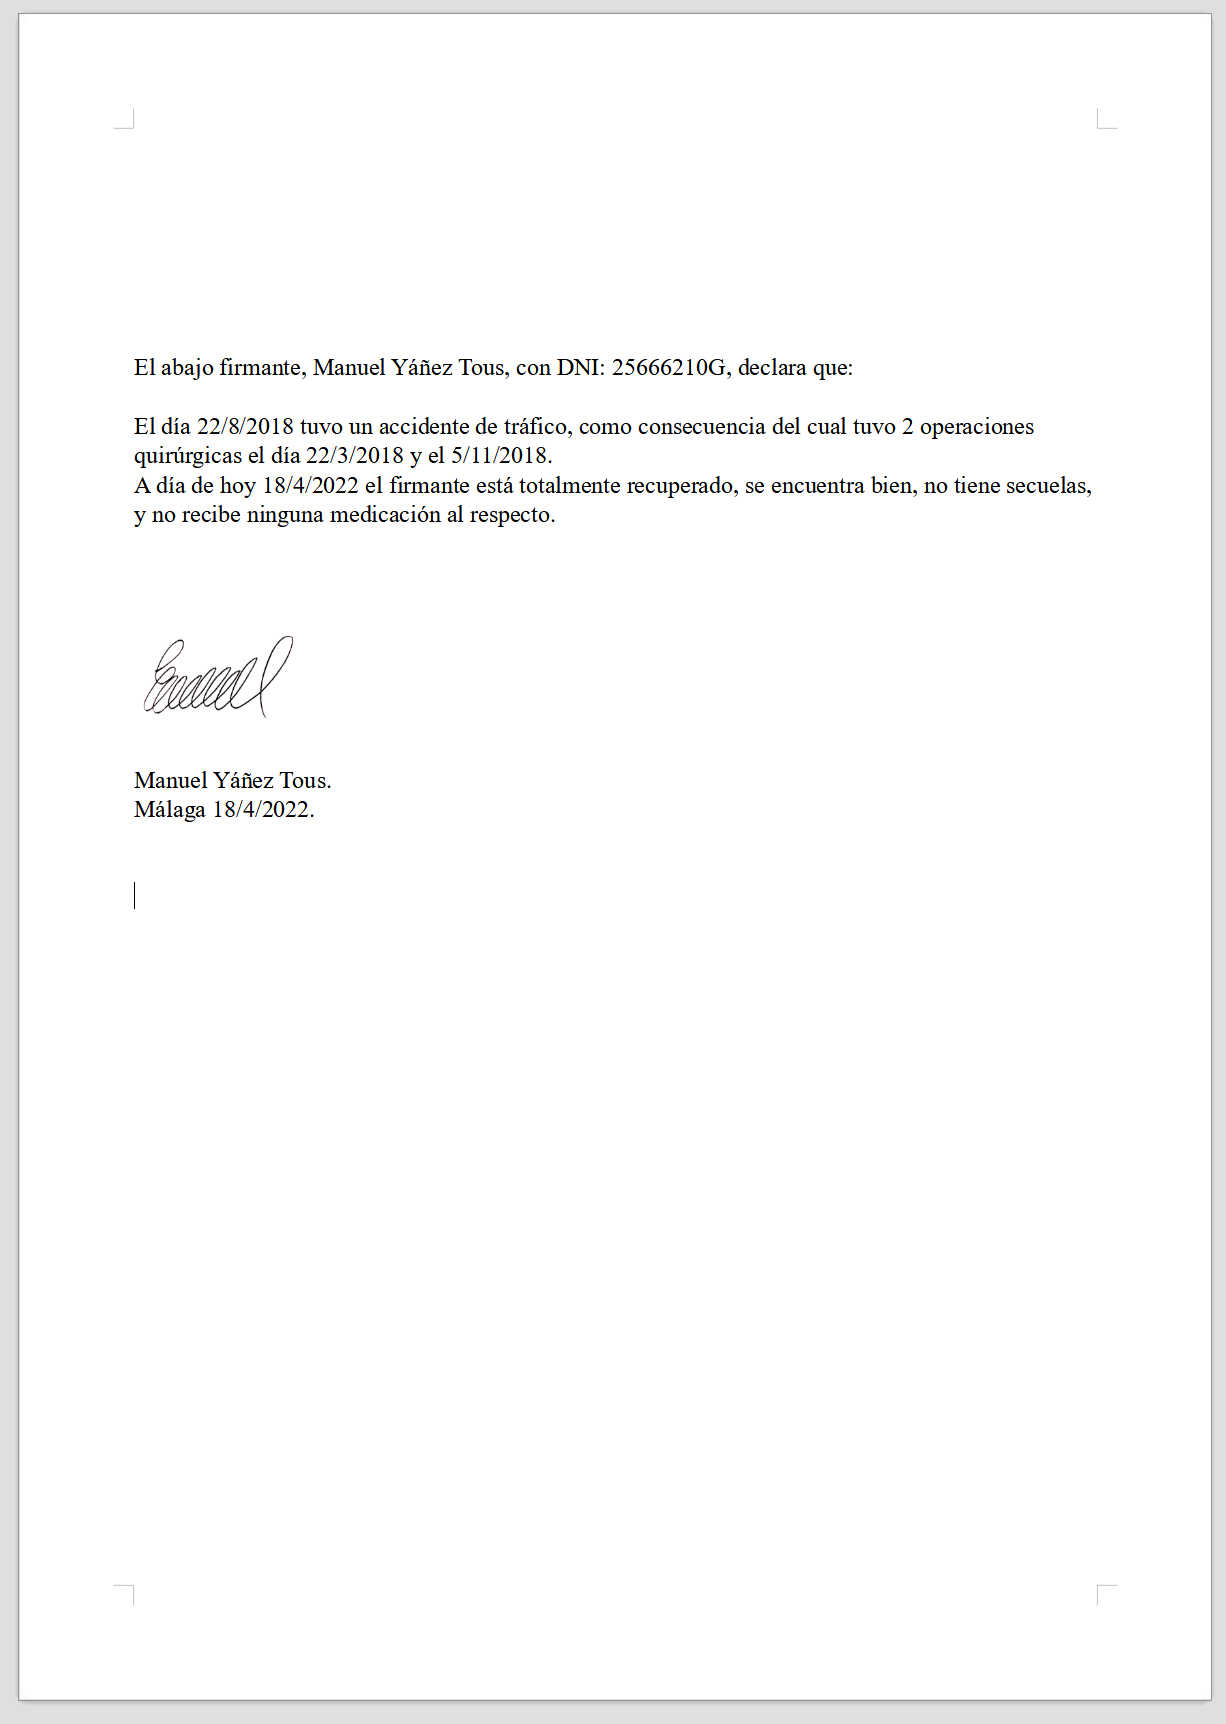 El abajo firmante, Manuel Yáñez Tous, con DNI: 25666210G, declara que:
El día 22/8/2018 tuvo un accidente de tráfico, como consecuencia del cual tuvo 2 operaciones
quirúrgicas el día 22/3/2018 y el 5/11/2018.
A día de hoy 18/4/2022 el firmante está totalmente recuperado, se encuentra bien, no tiene secuelas,
y no recibe ninguna medicación al respecto.
Manuel Yáñez Tous.
Málaga 18/4/2022.